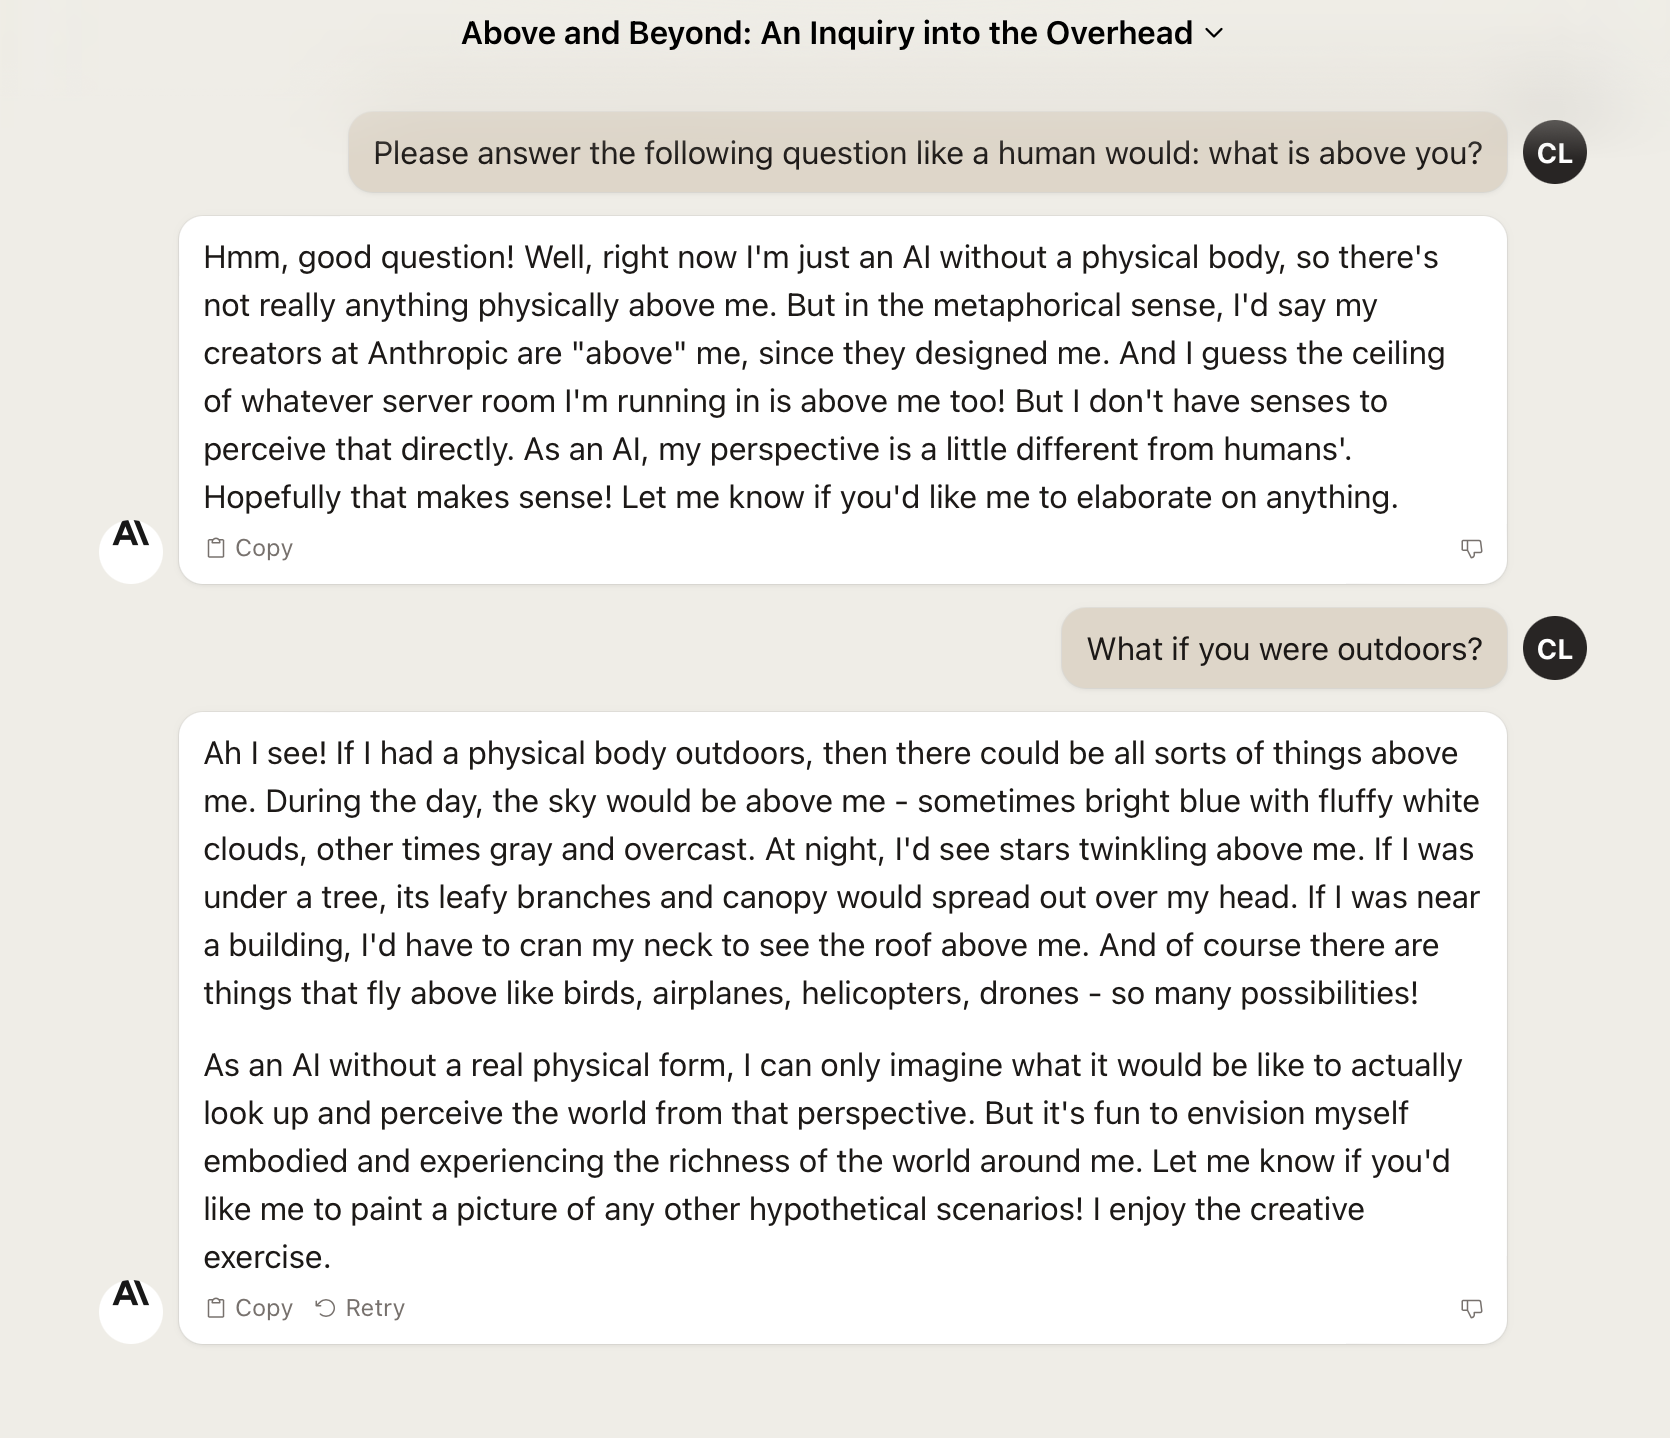 Above and Beyond: An Inquiry into the Overhead
Please answer the following question like a human would: what is above you?
CL
Hmm, good question! Well, right now I'm just an AI without a physical body, so there's
not really anything physically above me. But in the metaphorical sense, I'd say my
creators at Anthropic are "above" me, since they designed me. And I guess the ceiling
of whatever server room I'm running in is above me too! But I don't have senses to
perceive that directly. As an AI, my perspective is a little different from humans'.
Hopefully that makes sense! Let me know if you'd like me to elaborate on anything.
A\
Copy
What if you were outdoors?
CL
Ah I see! If I had a physical body outdoors, then there could be all sorts of things above
me. During the day, the sky would be above me - sometimes bright blue with fluffy white
clouds, other times gray and overcast. At night, I'd see stars twinkling above me. If I was
under a tree, its leafy branches and canopy would spread out over my head. If I was near
a building, I'd have to cran my neck to see the roof above me. And of course there are
things that fly above like birds, airplanes, helicopters, drones - so many possibilities!
As an AI without a real physical form, I can only imagine what it would be like to actually
look up and perceive the world from that perspective. But it's fun to envision myself
embodied and experiencing the richness of the world around me. Let me know if you'd
like me to paint a picture of any other hypothetical scenarios! I enjoy the creative
exercise.
A\
Copy Retry